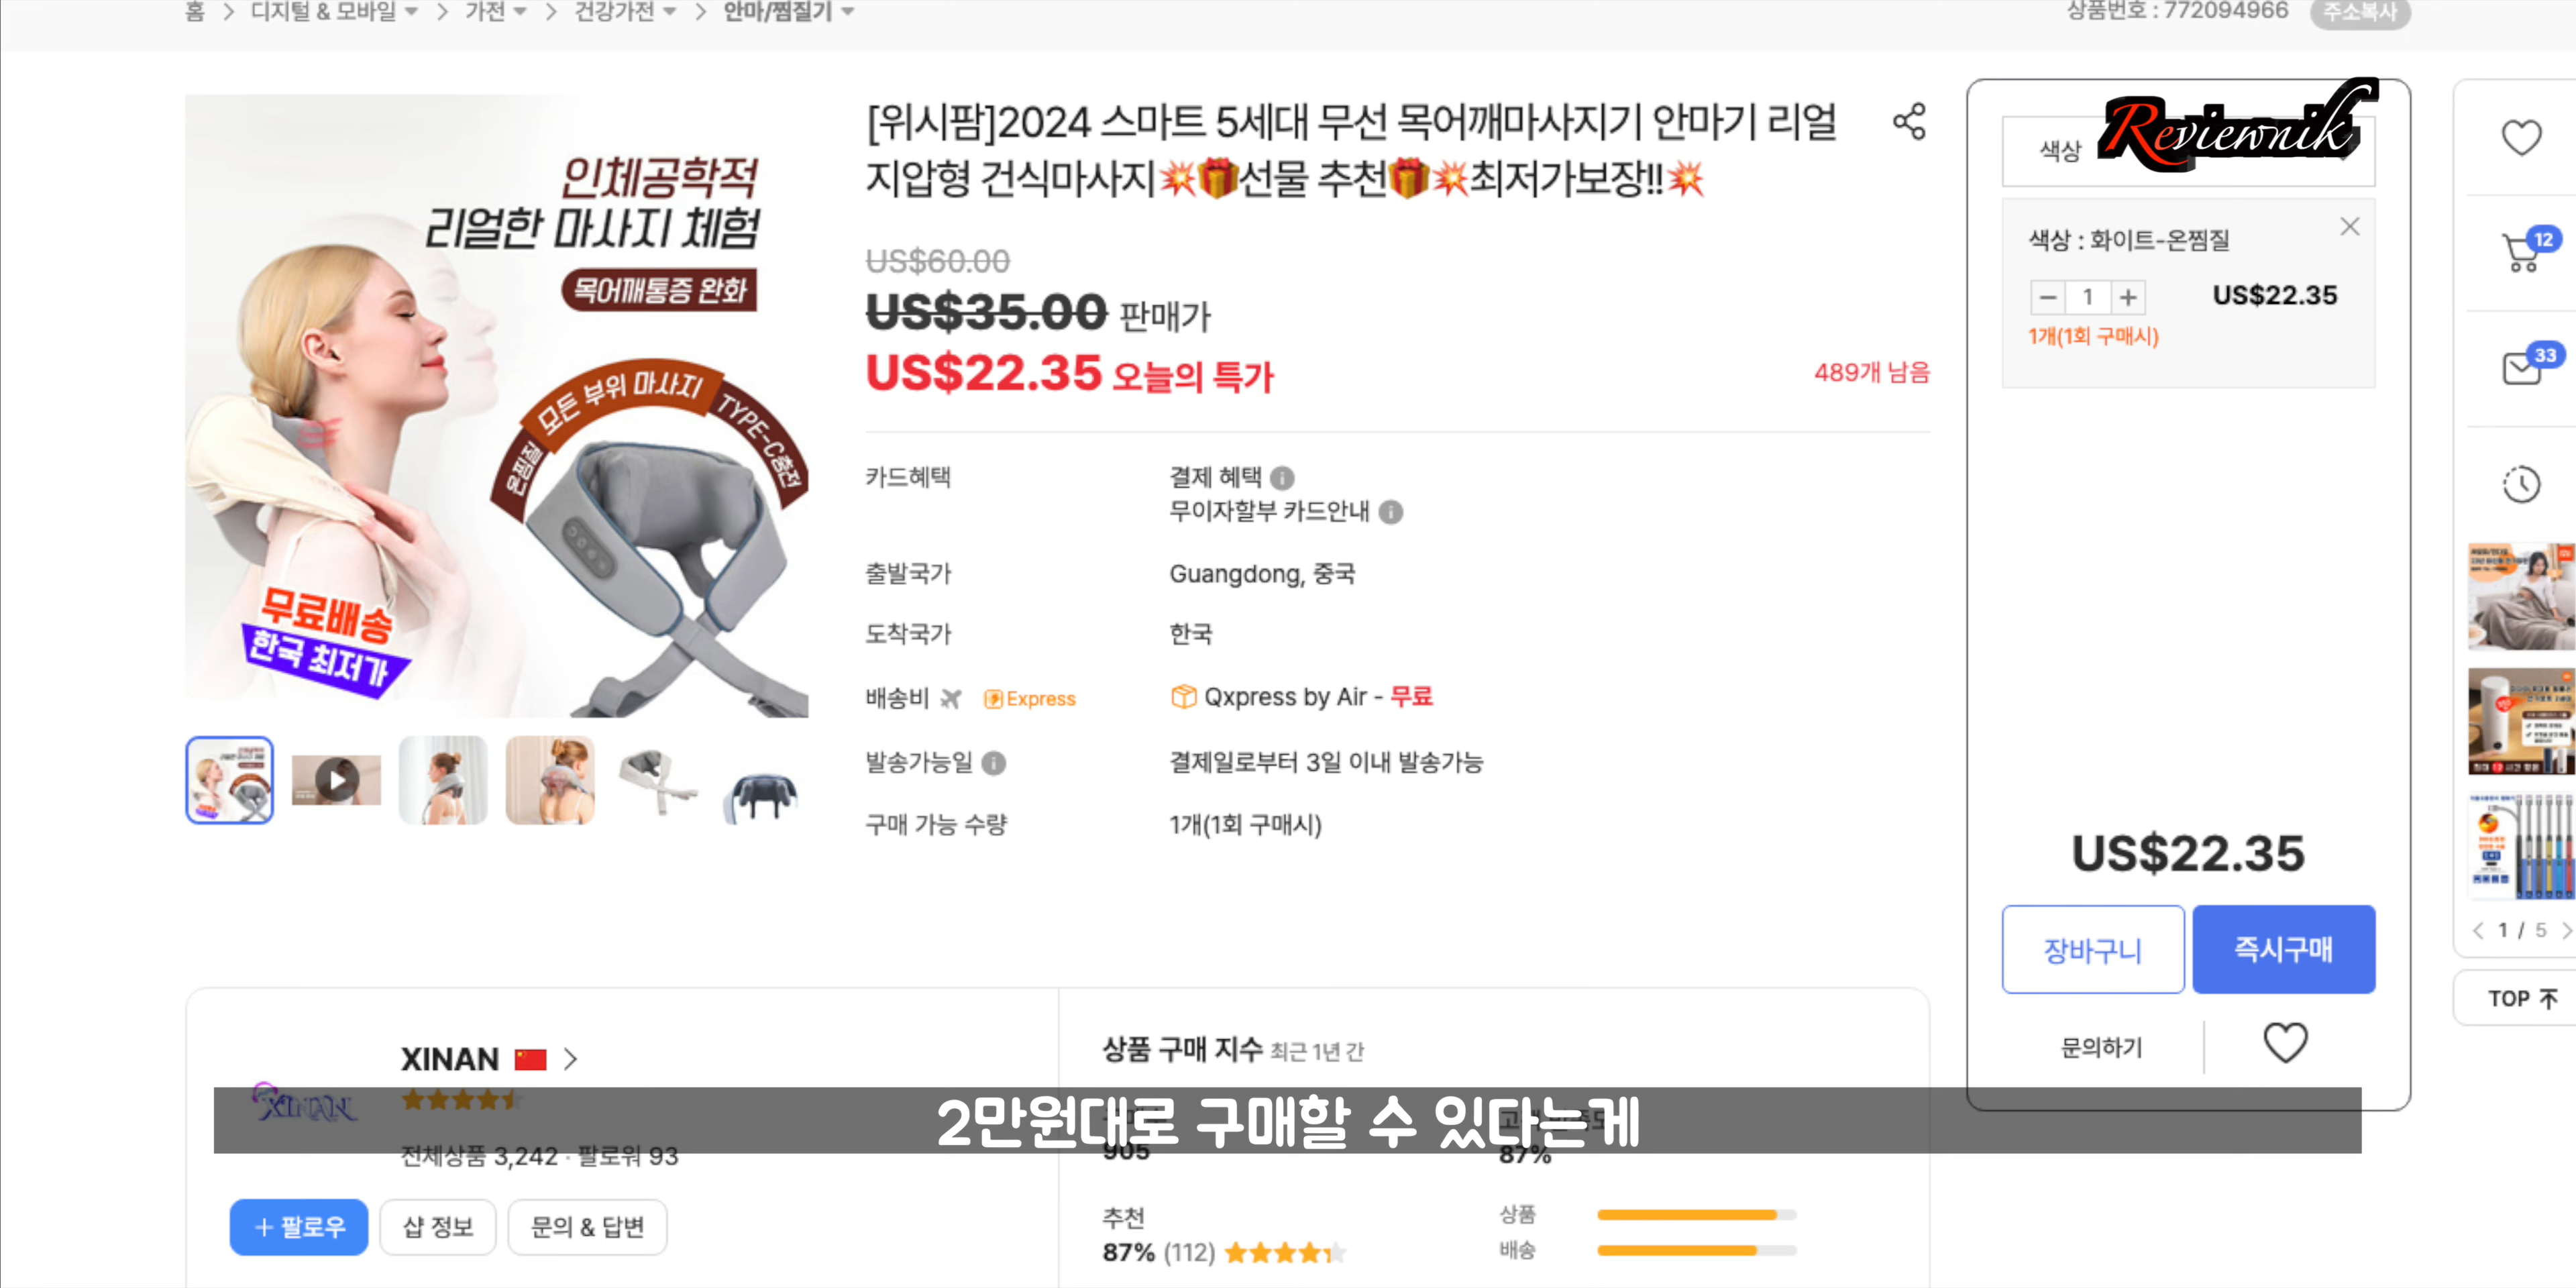 홈 > 디지털 & 모바일 > 가전 > 건강가전 > 안마/찜질기
상품번호 : 772094966 주소복사
인체공학적
리얼한 마사지 체험
목어깨통증 완화
온찜질 모든 부위 마사지 TYPE-C충전
무료배송
한국 최저가
[위시팜]2024 스마트 5세대 무선 목어깨마사지기 안마기 리얼
지압형 건식마사지💥🎁선물 추천🎁💥최저가보장!!💥
US$60.00
US$35.00 판매가
US$22.35 오늘의 특가
489개 남음
카드혜택 결제 혜택
무이자할부 카드안내
출발국가 Guangdong, 중국
도착국가 한국
배송비 Express Qxpress by Air - 무료
발송가능일 결제일로부터 3일 이내 발송가능
구매 가능 수량 1개(1회 구매시)
Reviewnik
색상
색상 : 화이트-온찜질
- 1 + US$22.35
1개(1회 구매시)
US$22.35
장바구니 즉시구매
문의하기
12
33
1 / 5
TOP
XINAN
XINAN
전체상품 3,242 · 팔로워 93
+ 팔로우 샵 정보 문의 & 답변
상품 구매 지수 최근 1년 간
905
87%
추천
87% (112)
상품
배송
2만원대로 구매할 수 있다는게